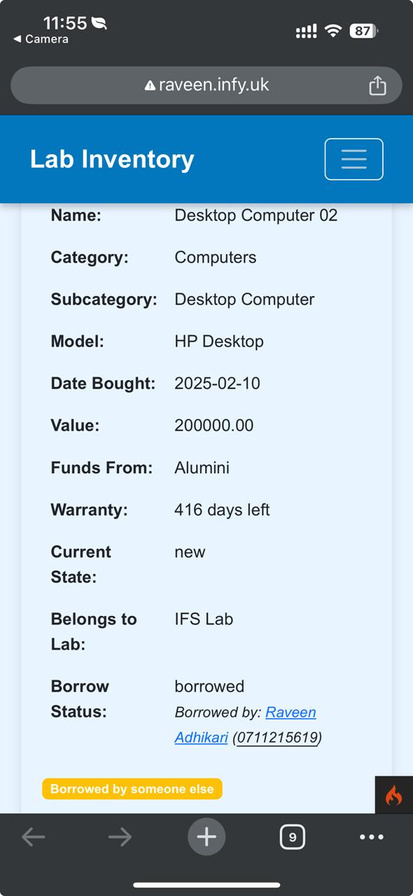 11:55
87
◀ Camera
raveen.infy.uk
Lab Inventory
Name: Desktop Computer 02
Category: Computers
Subcategory: Desktop Computer
Model: HP Desktop
Date Bought: 2025-02-10
Value: 200000.00
Funds From: Alumini
Warranty: 416 days left
Current new
State:
Belongs to IFS Lab
Lab:
Borrow borrowed
Status: Borrowed by: Raveen
Adhikari (0711215619)
Borrowed by someone else
9